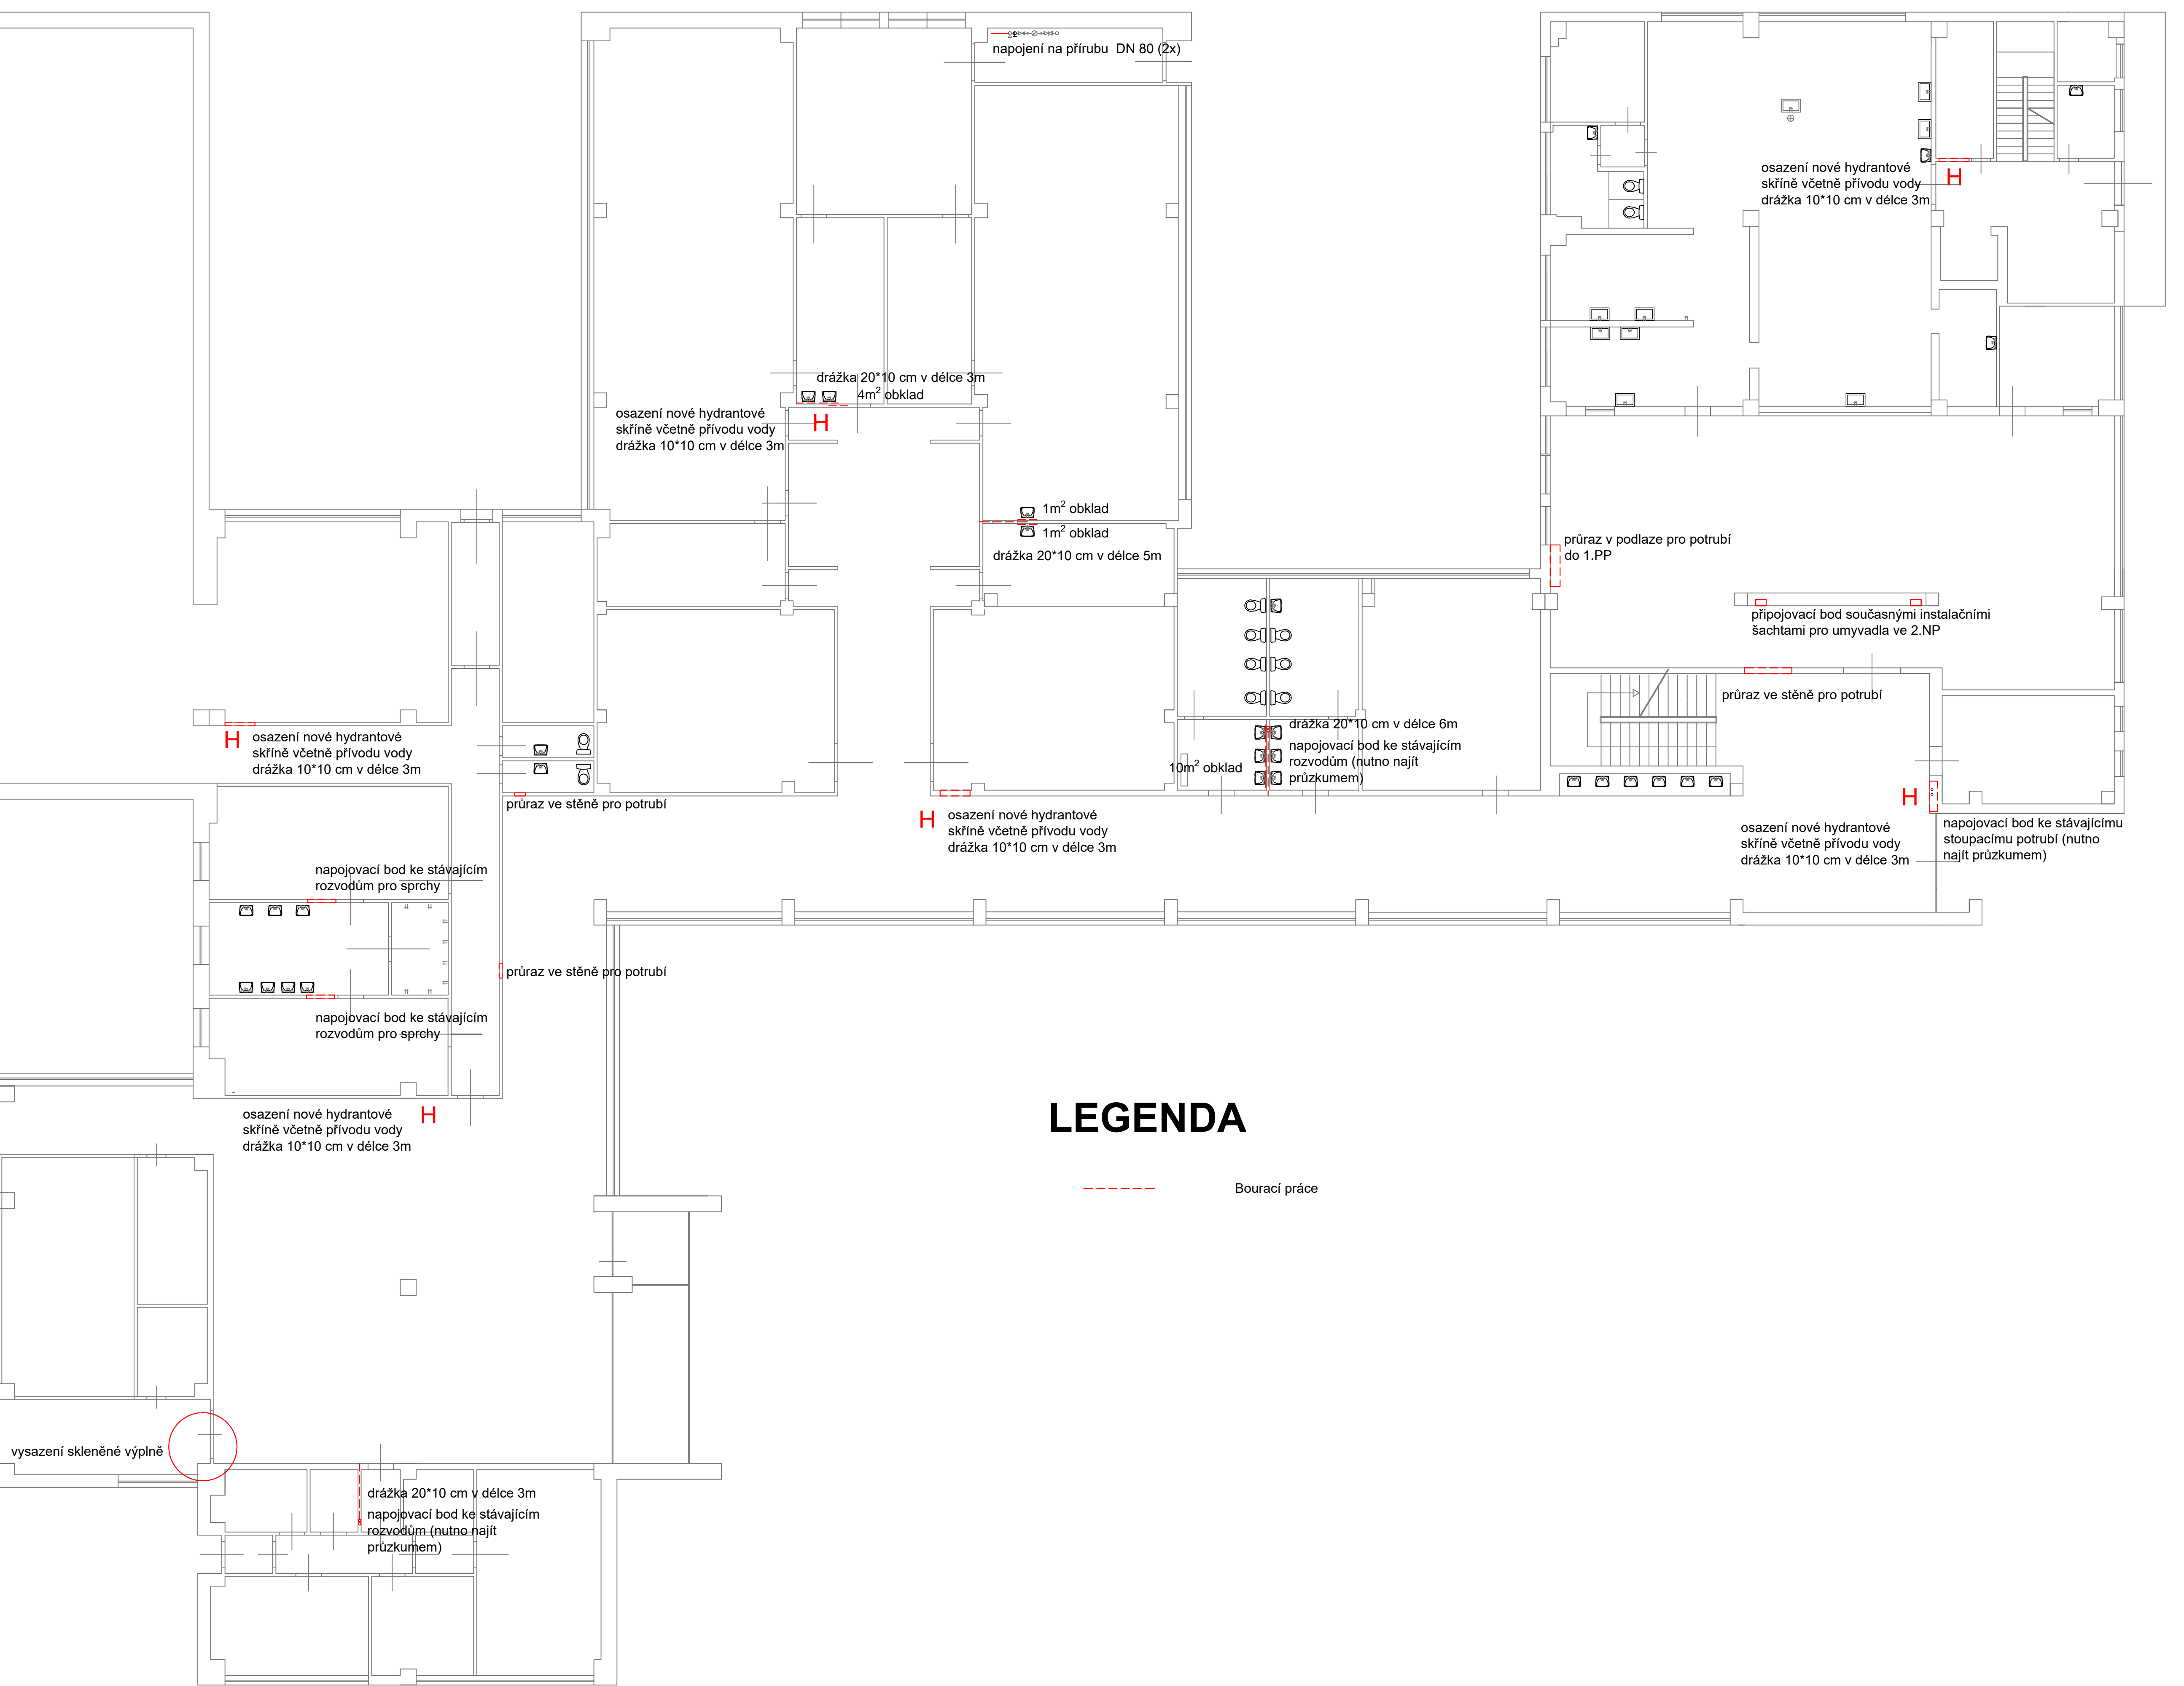 napojení na přírubu  DN 80 (2x)
osazení nové hydrantové
skříně včetně přívodu vody
drážka 10*10 cm v délce 3m
H
drážka 20*10 cm v délce 3m
4m² obklad
osazení nové hydrantové
skříně včetně přívodu vody
drážka 10*10 cm v délce 3m
H
1m² obklad
1m² obklad
drážka 20*10 cm v délce 5m
průraz v podlaze pro potrubí
do 1.PP
připojovací bod současnými instalačními
šachtami pro umyvadla ve 2.NP
průraz ve stěně pro potrubí
H
osazení nové hydrantové
skříně včetně přívodu vody
drážka 10*10 cm v délce 3m
drážka 20*10 cm v délce 6m
napojovací bod ke stávajícím
rozvodům (nutno najít
průzkumem)
10m² obklad
průraz ve stěně pro potrubí
H
osazení nové hydrantové
skříně včetně přívodu vody
drážka 10*10 cm v délce 3m
H
osazení nové hydrantové
skříně včetně přívodu vody
drážka 10*10 cm v délce 3m
napojovací bod ke stávajícímu
stoupacímu potrubí (nutno
najít průzkumem)
napojovací bod ke stávajícím
rozvodům pro sprchy
průraz ve stěně pro potrubí
napojovací bod ke stávajícím
rozvodům pro sprchy
osazení nové hydrantové
skříně včetně přívodu vody
drážka 10*10 cm v délce 3m
H
LEGENDA
Bourací práce
vysazení skleněné výplně
drážka 20*10 cm v délce 3m
napojovací bod ke stávajícím
rozvodům (nutno najít
průzkumem)